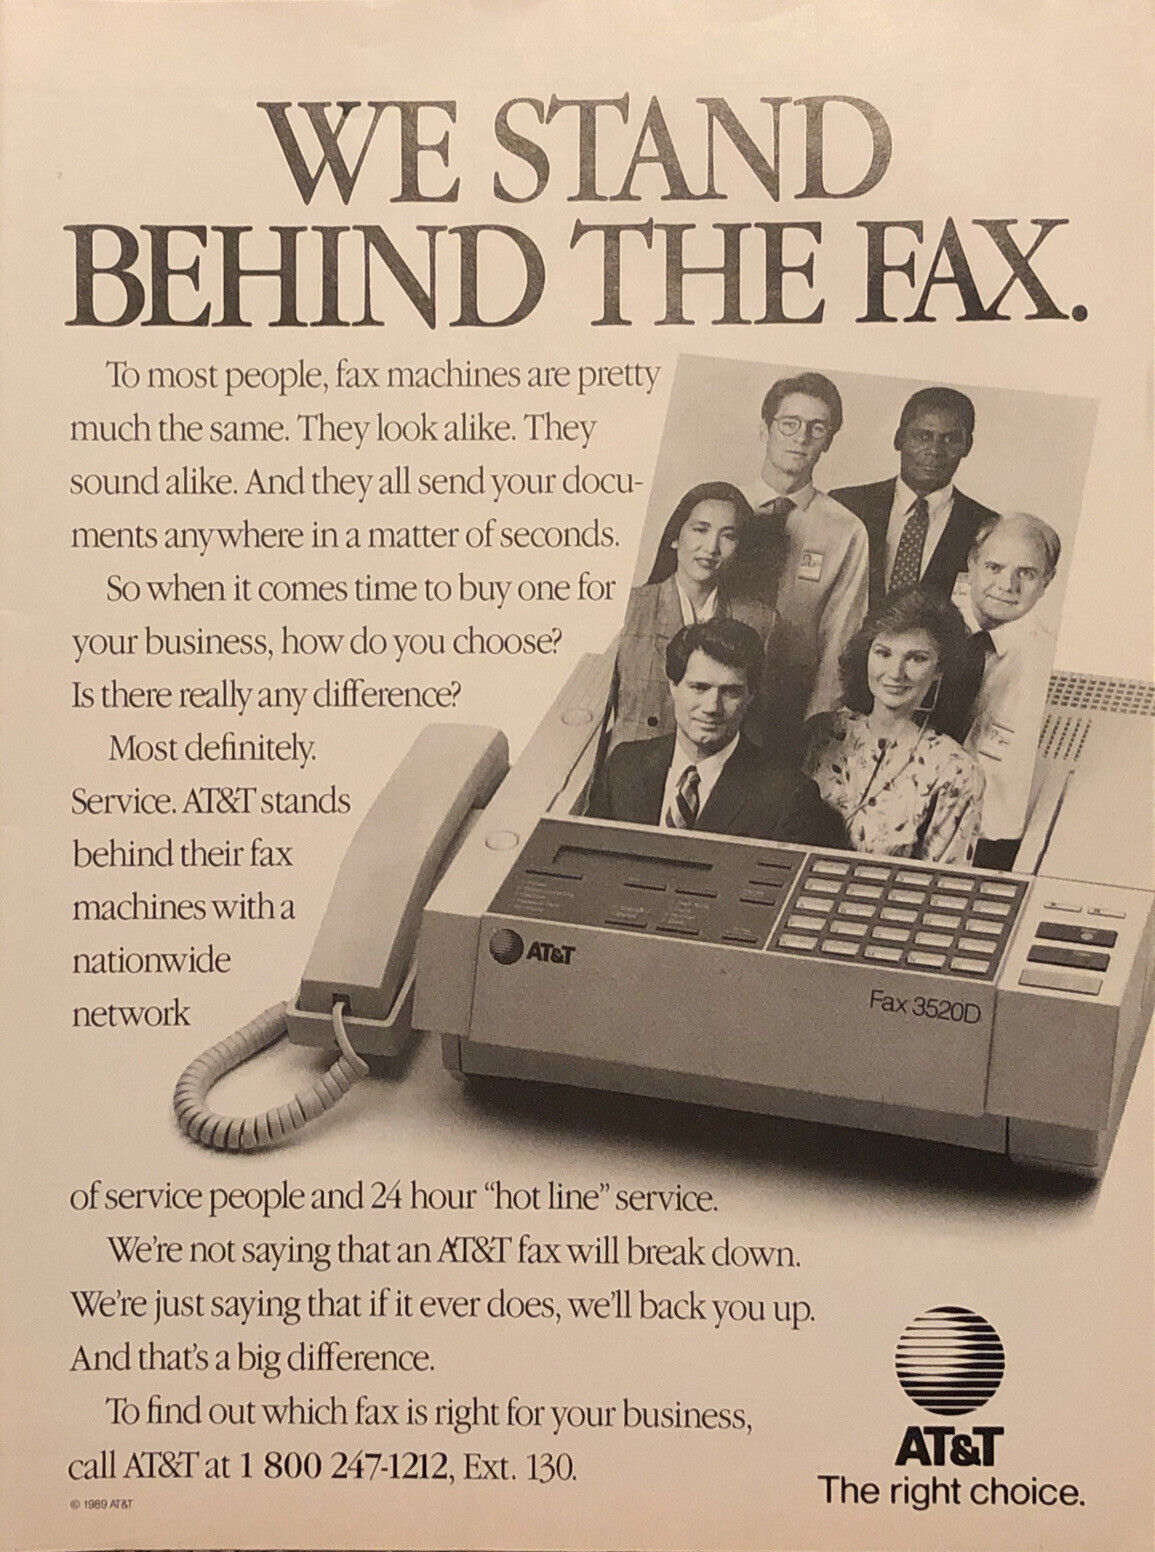 WE STAND
BEHIND THE FAX.
To most people, fax machines are pretty
much the same. They look alike. They
sound alike. And they all send your docu-
ments anywhere in a matter of seconds.
So when it comes time to buy one for
your business, how do you choose?
Is there really any difference?
Most definitely.
Service. AT&T stands
behind their fax
machines with a
nationwide
network
AT&T
Fax 3520D
of service people and 24 hour “hot line” service.
We're not saying that an AT&T fax will break down.
We're just saying that if it ever does, we'll back you up.
And that's a big difference.
To find out which fax is right for your business,
call AT&T at 1 800 247-1212, Ext. 130.
© 1989 AT&T
AT&T
The right choice.